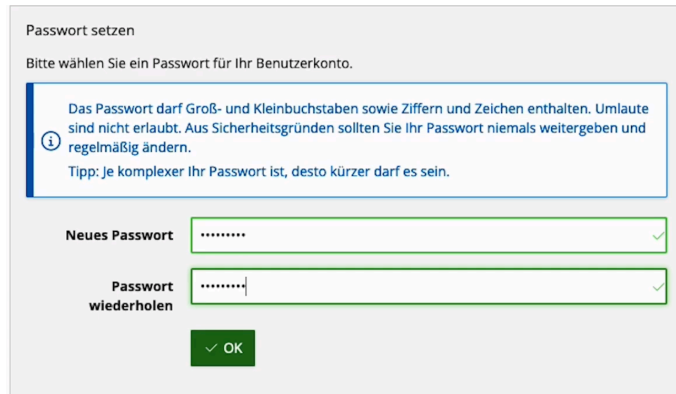 Passwort setzen
Bitte wählen Sie ein Passwort für Ihr Benutzerkonto.
Das Passwort darf Groß- und Kleinbuchstaben sowie Ziffern und Zeichen enthalten. Umlaute
sind nicht erlaubt. Aus Sicherheitsgründen sollten Sie Ihr Passwort niemals weitergeben und
regelmäßig ändern.
Tipp: Je komplexer Ihr Passwort ist, desto kürzer darf es sein.
Neues Passwort •••••••••
Passwort •••••••••
wiederholen
OK